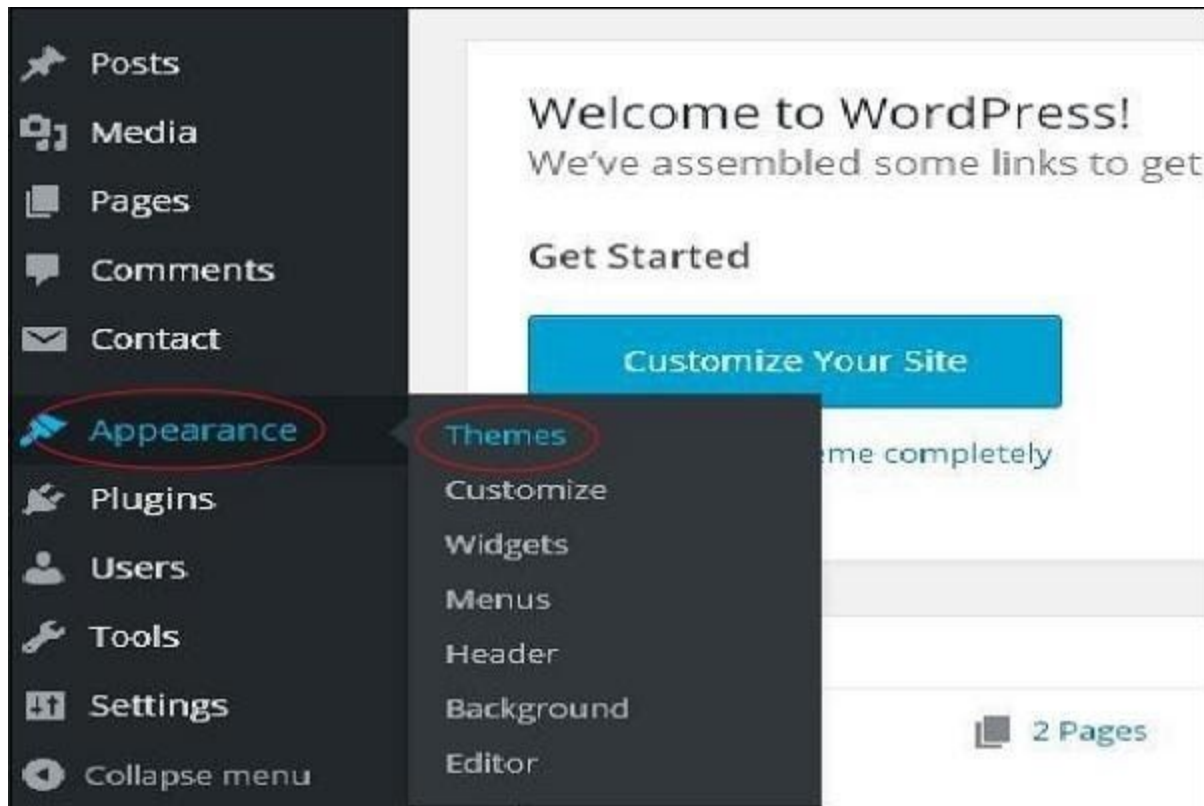 Posts
Media
Pages
Comments
Contact
Appearance
Plugins
Users
Tools
Settings
Collapse menu
Themes
Customize
Widgets
Menus
Header
Background
Editor
Welcome to WordPress!
We've assembled some links to get
Get Started
Customize Your Site
me completely
2 Pages